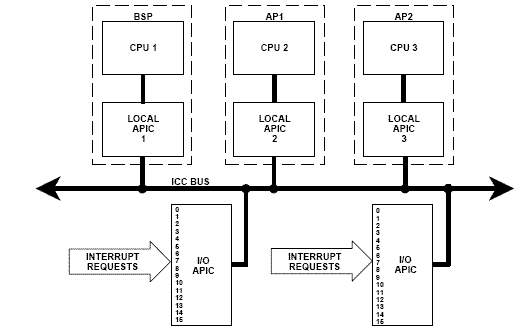 BSP
AP1
AP2
CPU 1
CPU 2
CPU 3
LOCAL
APIC
1
LOCAL
APIC
2
LOCAL
APIC
3
ICC BUS
INTERRUPT
REQUESTS
0
1
2
3
4
5
6
7
8
9
10
11
12
13
14
15
I/O
APIC
INTERRUPT
REQUESTS
0
1
2
3
4
5
6
7
8
9
10
11
12
13
14
15
I/O
APIC